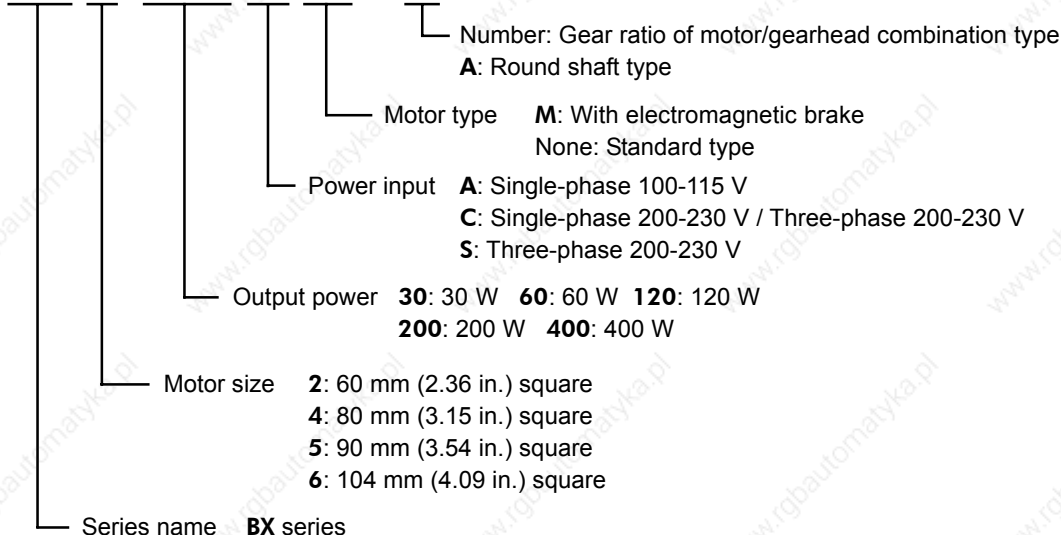 Number: Gear ratio of motor/gearhead combination type
A: Round shaft type
Motor type M: With electromagnetic brake
None: Standard type
Power input A: Single-phase 100-115 V
C: Single-phase 200-230 V / Three-phase 200-230 V
S: Three-phase 200-230 V
Output power 30: 30 W 60: 60 W 120: 120 W
200: 200 W 400: 400 W
Motor size 2: 60 mm (2.36 in.) square
4: 80 mm (3.15 in.) square
5: 90 mm (3.54 in.) square
6: 104 mm (4.09 in.) square
Series name BX series
www.rgbautomatyka.pl